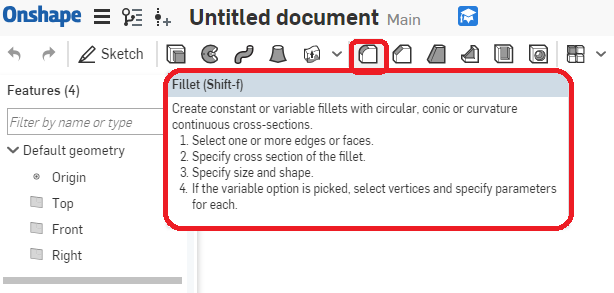 Onshape Untitled document Main
Sketch
Features (4)
Filter by name or type
Default geometry
Origin
Top
Front
Right
Fillet (Shift-f)
Create constant or variable fillets with circular, conic or curvature
continuous cross-sections.
1. Select one or more edges or faces.
2. Specify cross section of the fillet.
3. Specify size and shape.
4. If the variable option is picked, select vertices and specify parameters
for each.